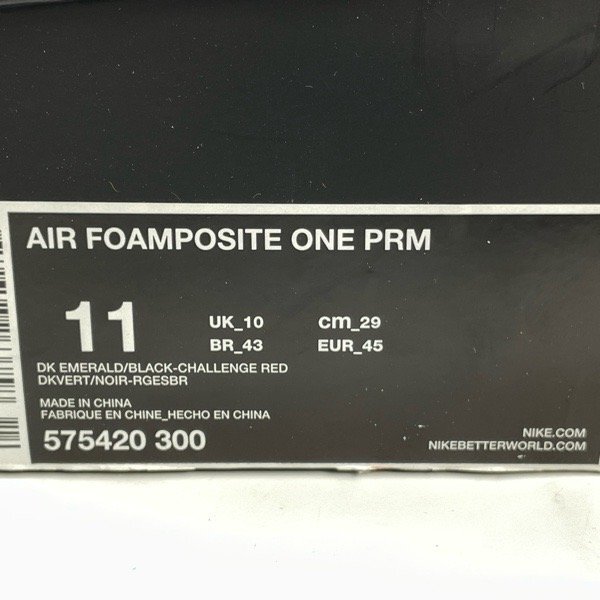 AIR FOAMPOSITE ONE PRM
11
UK_10 cm_29
BR_43 EUR_45
DK EMERALD/BLACK-CHALLENGE RED
DKVERT/NOIR-RGESBR
MADE IN CHINA
FABRIQUE EN CHINE_HECHO EN CHINA
575420 300
NIKE.COM
NIKEBETTERWORLD.COM